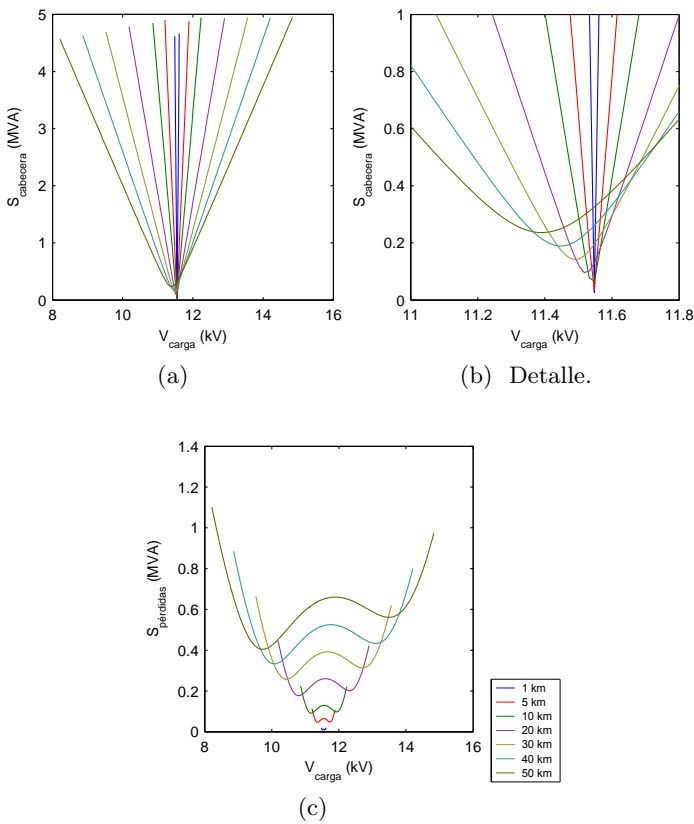 5
4
3
2
1
0
S_cabecera (MVA)
8 10 12 14 16
V_carga (kV)
(a)
1
0.8
0.6
0.4
0.2
0
S_cabecera (MVA)
11 11.2 11.4 11.6 11.8
V_carga (kV)
(b) Detalle.
1.4
1.2
1
0.8
0.6
0.4
0.2
0
S_pérdidas (MVA)
8 10 12 14 16
V_carga (kV)
(c)
1 km
5 km
10 km
20 km
30 km
40 km
50 km